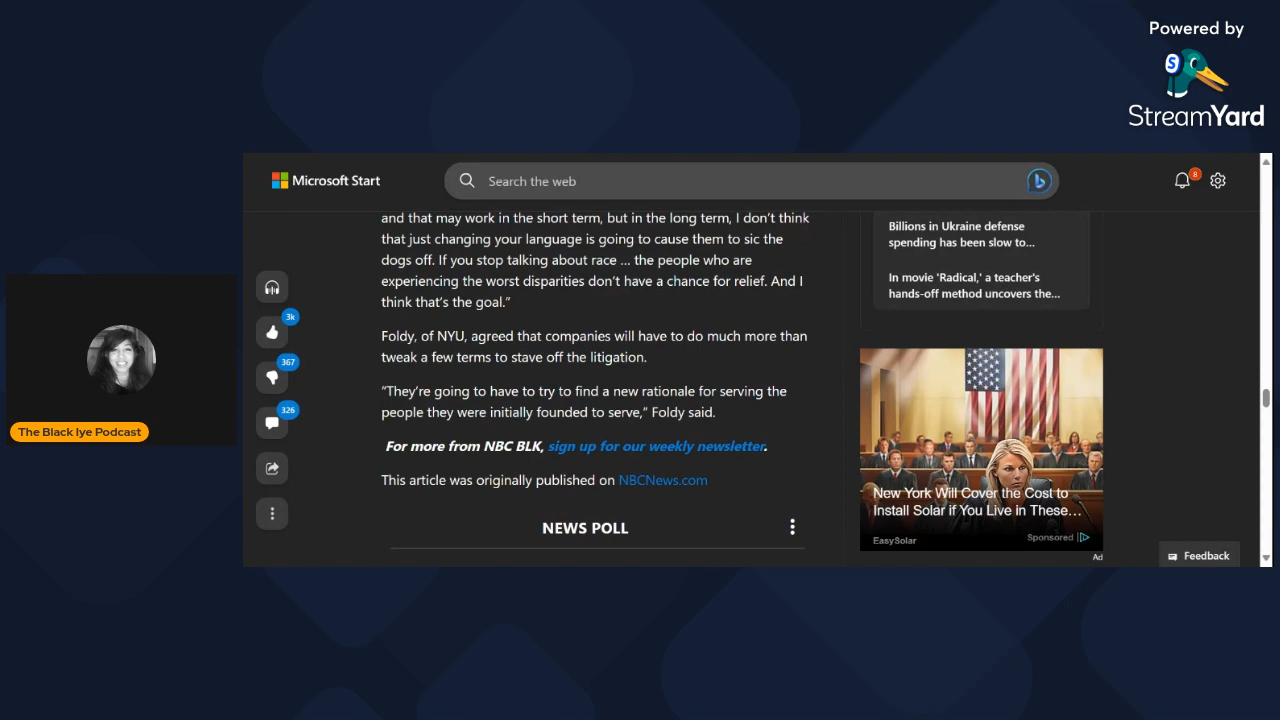 Powered by
StreamYard
Microsoft Start
Search the web
8
and that may work in the short term, but in the long term, I don’t think
that just changing your language is going to cause them to sic the
dogs off. If you stop talking about race ... the people who are
experiencing the worst disparities don’t have a chance for relief. And I
think that’s the goal.”
Foldy, of NYU, agreed that companies will have to do much more than
tweak a few terms to stave off the litigation.
“They’re going to have to try to find a new rationale for serving the
people they were initially founded to serve,” Foldy said.
For more from NBC BLK, sign up for our weekly newsletter.
This article was originally published on NBCNews.com
NEWS POLL
3k
367
326
Billions in Ukraine defense
spending has been slow to...
In movie 'Radical,' a teacher's
hands-off method uncovers the...
New York Will Cover the Cost to
Install Solar if You Live in These...
EasySolar
Sponsored
Ad
Feedback
The Black Iye Podcast